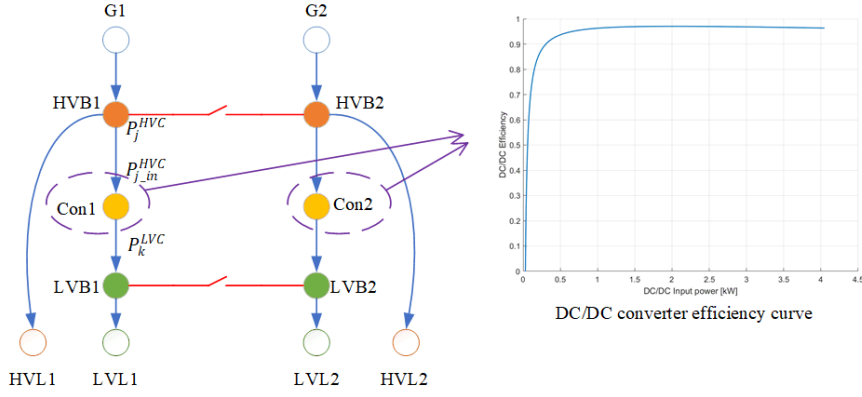 G1
G2
HVB1
HVB2
P_j^{HVC}
P_{j_in}^{HVC}
Con1
Con2
P_k^{LVC}
LVB1
LVB2
HVL1
LVL1
LVL2
HVL2
1
0.9
0.8
0.7
0.6
0.5
0.4
0.3
0.2
0.1
0
DC/DC Efficiency
0 0.5 1 1.5 2 2.5 3 3.5 4 4.5
DC/DC Input power [kW]
DC/DC converter efficiency curve